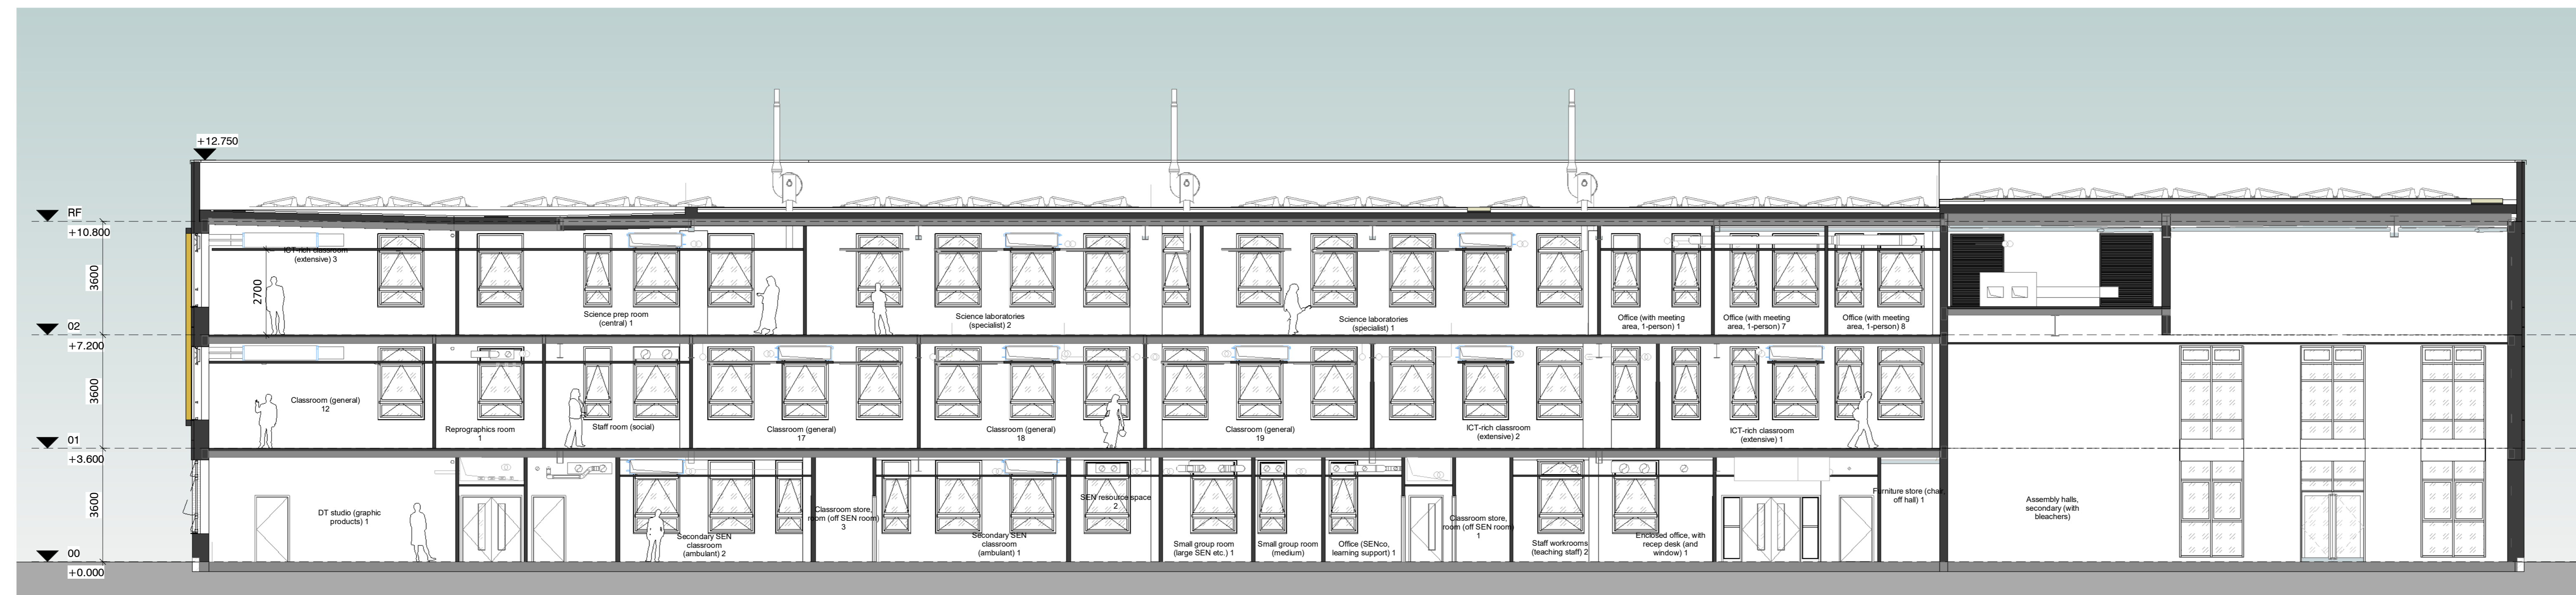 +12.750
RF
+10.800
3600
02
+7.200
3600
01
+3.600
3600
00
+0.000
ICT-rich classroom
(extensive) 3
2700
Science prep room
(central) 1
Science laboratories
(specialist) 2
Science laboratories
(specialist) 1
Office (with meeting
area, 1-person) 1
Office (with meeting
area, 1-person) 7
Office (with meeting
area, 1-person) 8
Classroom (general)
12
Reprographics room
1
Staff room (social)
Classroom (general)
17
Classroom (general)
18
Classroom (general)
19
ICT-rich classroom
(extensive) 2
ICT-rich classroom
(extensive) 1
DT studio (graphic
products) 1
Secondary SEN
classroom
(ambulant) 2
Classroom store,
room (off SEN room)
3
Secondary SEN
classroom
(ambulant) 1
SEN resource space
2
Small group room
(large SEN etc.) 1
Small group room
(medium)
Office (SENco,
learning support) 1
Classroom store,
room (off SEN room)
1
Staff workrooms
(teaching staff) 2
Enclosed office, with
recep desk (and
window) 1
Furniture store (chair,
off hall) 1
Assembly halls,
secondary (with
bleachers)